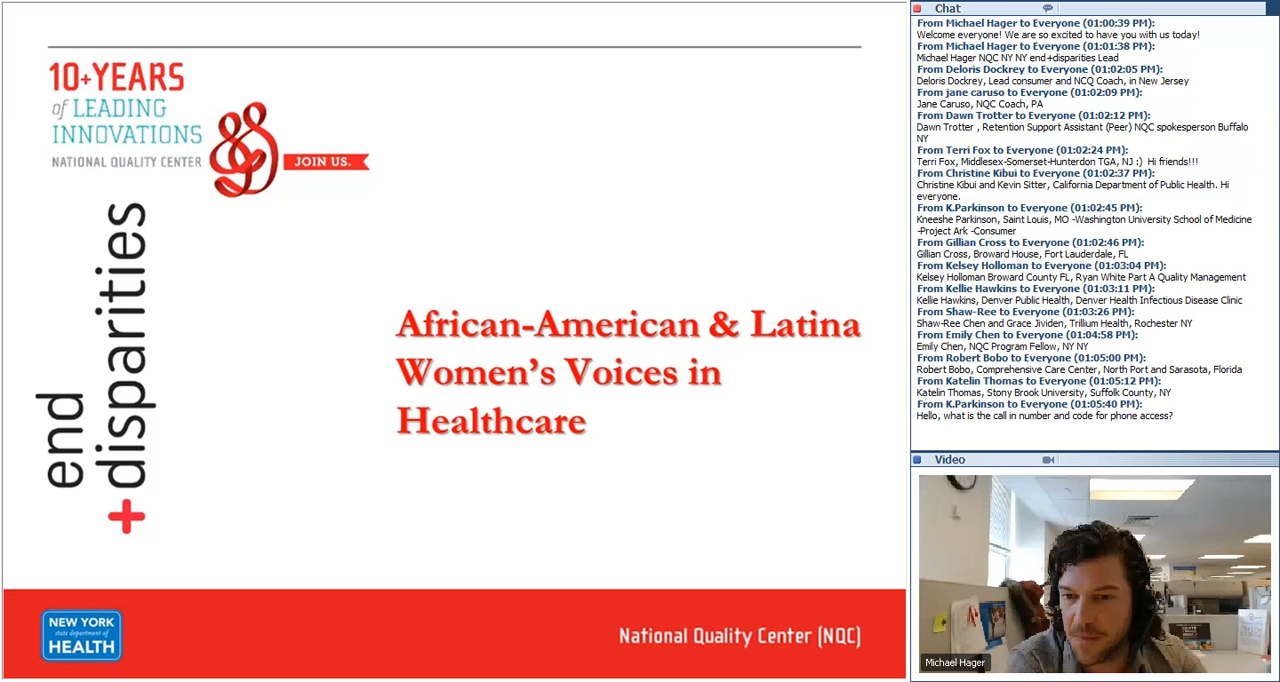 10+YEARS
of LEADING
INNOVATIONS
NATIONAL QUALITY CENTER
JOIN US.
end
+disparities
African-American & Latina
Women's Voices in
Healthcare
NEW YORK
state department of
HEALTH
National Quality Center (NQC)
Chat
From Michael Hager to Everyone (01:00:39 PM):
Welcome everyone! We are so excited to have you with us today!
From Michael Hager to Everyone (01:01:38 PM):
Michael Hager NQC NY NY end+disparities Lead
From Deloris Dockrey to Everyone (01:02:05 PM):
Deloris Dockrey, Lead consumer and NCQ Coach, in New Jersey
From jane caruso to Everyone (01:02:09 PM):
Jane Caruso, NQC Coach, PA
From Dawn Trotter to Everyone (01:02:12 PM):
Dawn Trotter , Retention Support Assistant (Peer) NQC spokesperson Buffalo
NY
From Terri Fox to Everyone (01:02:24 PM):
Terri Fox, Middlesex-Somerset-Hunterdon TGA, NJ :) Hi friends!!!
From Christine Kibui to Everyone (01:02:37 PM):
Christine Kibui and Kevin Sitter, California Department of Public Health. Hi
everyone.
From K.Parkinson to Everyone (01:02:45 PM):
Kneeshe Parkinson, Saint Louis, MO -Washington University School of Medicine
-Project Ark -Consumer
From Gillian Cross to Everyone (01:02:46 PM):
Gillian Cross, Broward House, Fort Lauderdale, FL
From Kelsey Holloman to Everyone (01:03:04 PM):
Kelsey Holloman Broward County FL, Ryan White Part A Quality Management
From Kellie Hawkins to Everyone (01:03:11 PM):
Kellie Hawkins, Denver Public Health, Denver Health Infectious Disease Clinic
From Shaw-Ree to Everyone (01:03:26 PM):
Shaw-Ree Chen and Grace Jividen, Trillium Health, Rochester NY
From Emily Chen to Everyone (01:04:58 PM):
Emily Chen, NQC Program Fellow, NY NY
From Robert Bobo to Everyone (01:05:00 PM):
Robert Bobo, Comprehensive Care Center, North Port and Sarasota, Florida
From Katelin Thomas to Everyone (01:05:12 PM):
Katelin Thomas, Stony Brook University, Suffolk County, NY
From K.Parkinson to Everyone (01:05:40 PM):
Hello, what is the call in number and code for phone access?
Video
Michael Hager